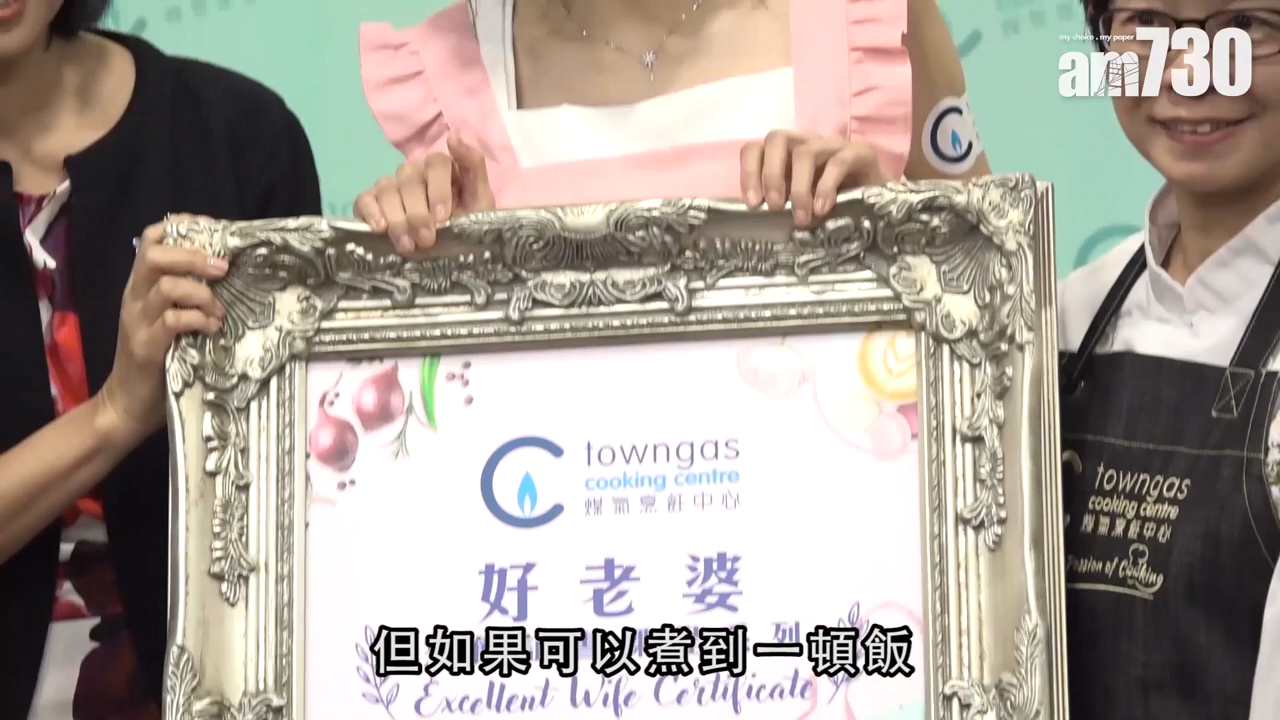 my choice . my paper
am730
towngas
cooking centre
煤氣烹飪中心
好老婆
列
但如果可以煮到一頓飯
Excellent Wife Certificate
towngas
cooking centre
煤氣烹飪中心
Passion of Cooking